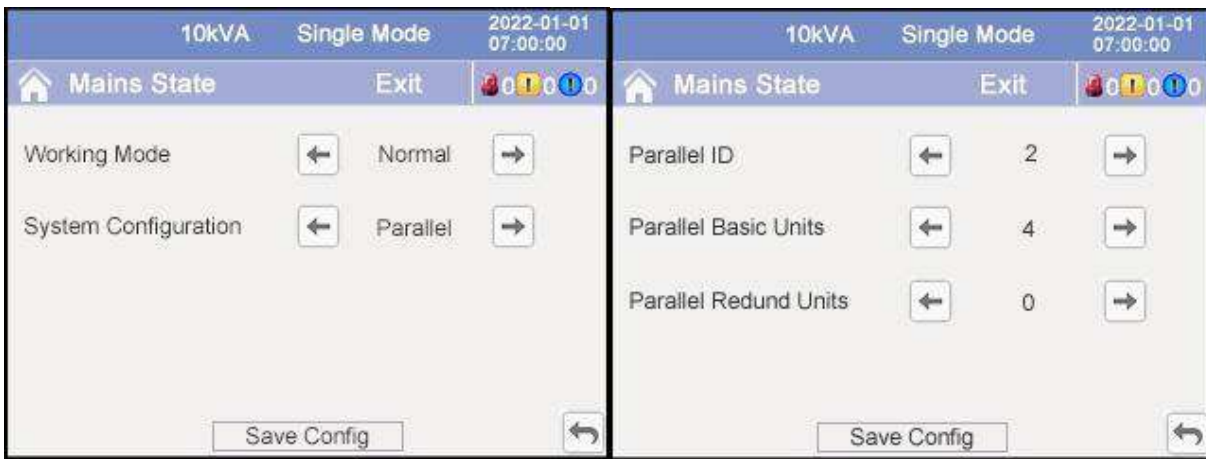 10kVA Single Mode 2022-01-01
07:00:00
Mains State Exit 0 ! 0 ! 0
Working Mode Normal
System Configuration Parallel
Save Config
10kVA Single Mode 2022-01-01
07:00:00
Mains State Exit 0 ! 0 ! 0
Parallel ID 2
Parallel Basic Units 4
Parallel Redund Units 0
Save Config